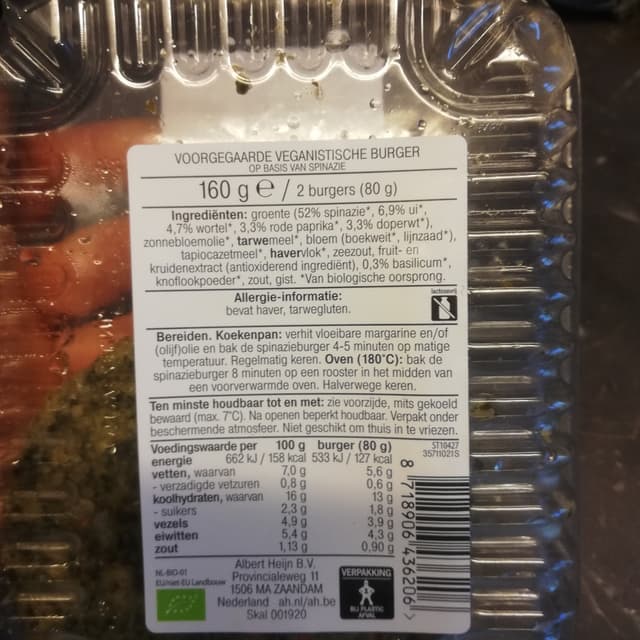 VOORGEGAARDE VEGANISTISCHE BURGER
OP BASIS VAN SPINAZIE
160 g e / 2 burgers (80 g)
Ingrediënten: groente (52% spinazie*, 6,9% ui*,
4,7% wortel*, 3,3% rode paprika*, 3,3% doperwt*),
zonnebloemolie*, tarwemeel*, bloem (boekweit*, lijnzaad*),
tapiocazetmeel*, havervlok*, zeezout, fruit- en
kruidenextract (antioxiderend ingrediënt), 0,3% basilicum*,
knoflookpoeder*, zout, gist. *Van biologische oorsprong.
Allergie-informatie:
bevat haver, tarwegluten.
lactosevrij
Bereiden. Koekenpan: verhit vloeibare margarine en/of
(olijf)olie en bak de spinazieburger 4-5 minuten op matige
temperatuur. Regelmatig keren. Oven (180°C): bak de
spinazieburger 8 minuten op een rooster in het midden van
een voorverwarmde oven. Halverwege keren.
Ten minste houdbaar tot en met: zie voorzijde, mits gekoeld
bewaard (max. 7°C). Na openen beperkt houdbaar. Verpakt onder
beschermende atmosfeer. Niet geschikt om thuis in te vriezen.
Voedingswaarde per 100 g burger (80 g)
energie 662 kJ / 158 kcal 533 kJ / 127 kcal
vetten, waarvan 7,0 g 5,6 g
- verzadigde vetzuren 0,8 g 0,6 g
koolhydraten, waarvan 16 g 13 g
- suikers 2,3 g 1,8 g
vezels 4,9 g 3,9 g
eiwitten 5,4 g 4,3 g
zout 1,13 g 0,90 g
ST10427
35711021S
8 718906 436206 >
NL-BIO-01
EU/niet-EU Landbouw
Albert Heijn B.V.
Provincialeweg 11
1506 MA ZAANDAM
Nederland ah.nl/ah.be
Skal 001920
VERPAKKING
BIJ PLASTIC
AFVAL